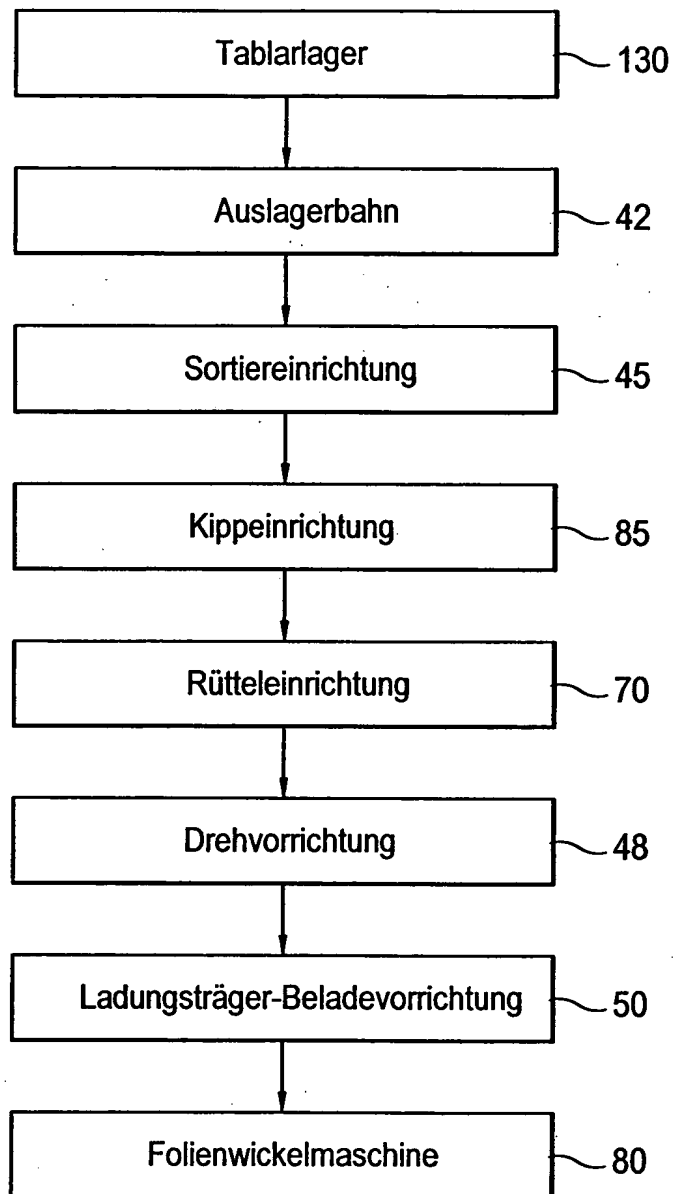 Tablarlager 130
Auslagerbahn 42
Sortiereinrichtung 45
Kippeinrichtung 85
Rütteleinrichtung 70
Drehvorrichtung 48
Ladungsträger-Beladevorrichtung 50
Folienwickelmaschine 80